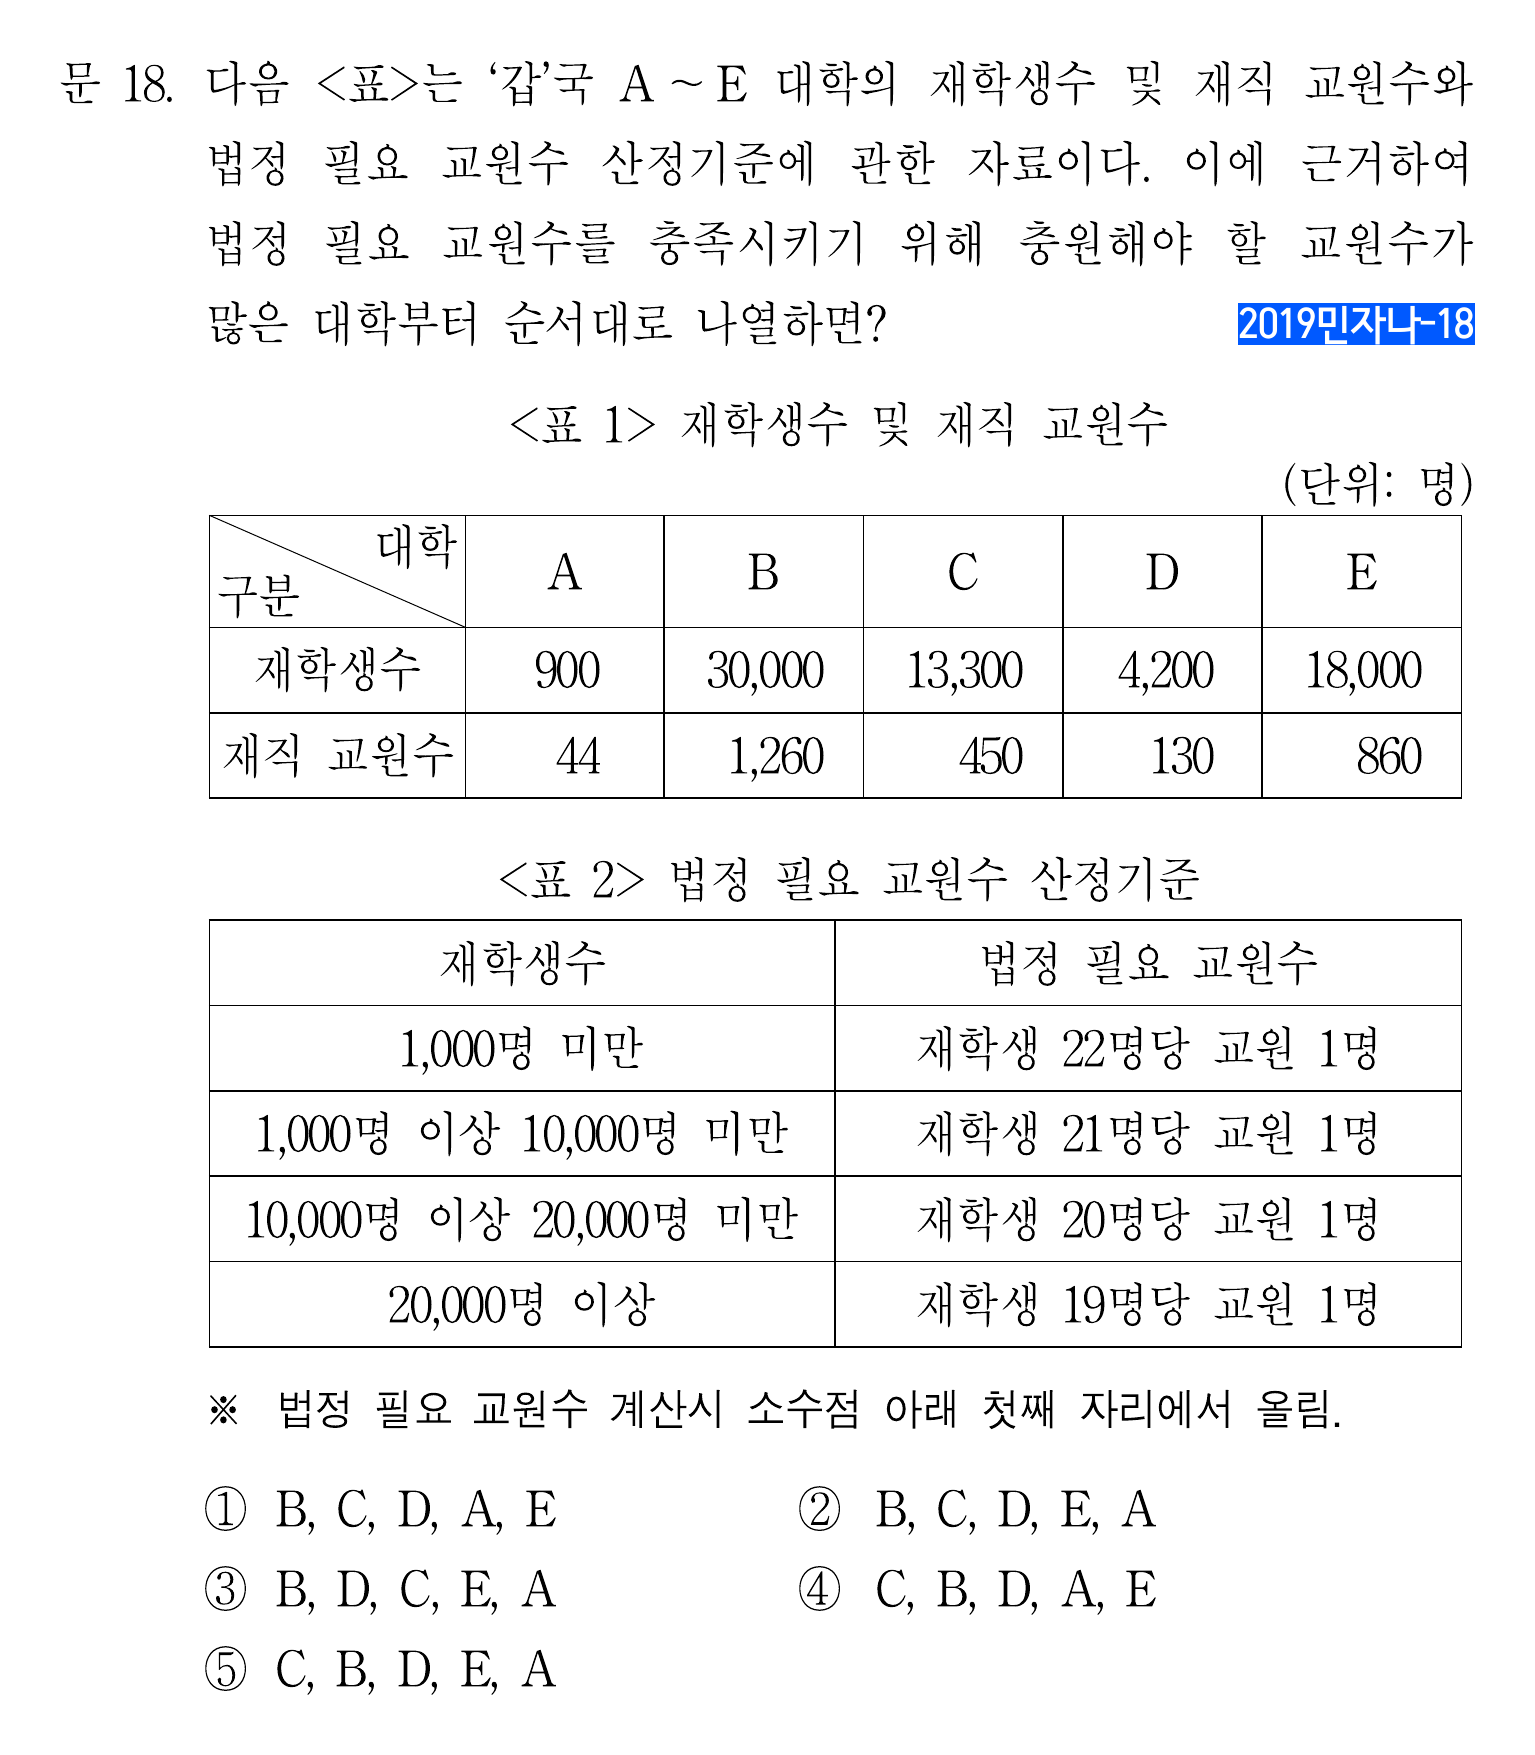 문 18. 다음 <표>는 ‘갑’국 A ~ E 대학의 재학생수 및 재직 교원수와
법정 필요 교원수 산정기준에 관한 자료이다. 이에 근거하여
법정 필요 교원수를 충족시키기 위해 충원해야 할 교원수가
많은 대학부터 순서대로 나열하면? 2019민자나-18
<표 1> 재학생수 및 재직 교원수
(단위: 명)
대학
구분 A B C D E
재학생수 900 30,000 13,300 4,200 18,000
재직 교원수 44 1,260 450 130 860
<표 2> 법정 필요 교원수 산정기준
재학생수 법정 필요 교원수
1,000명 미만 재학생 22명당 교원 1명
1,000명 이상 10,000명 미만 재학생 21명당 교원 1명
10,000명 이상 20,000명 미만 재학생 20명당 교원 1명
20,000명 이상 재학생 19명당 교원 1명
※ 법정 필요 교원수 계산시 소수점 아래 첫째 자리에서 올림.
① B, C, D, A, E ② B, C, D, E, A
③ B, D, C, E, A ④ C, B, D, A, E
⑤ C, B, D, E, A